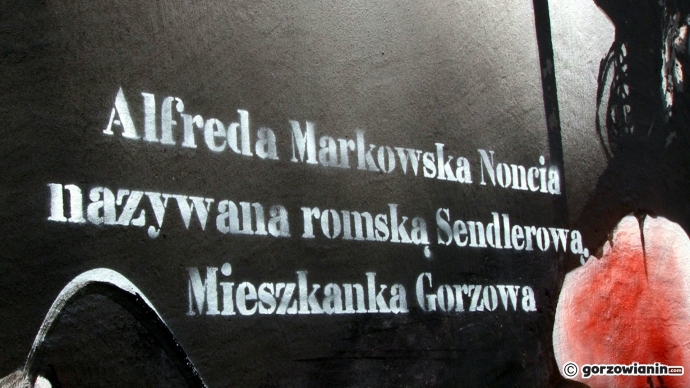 Alfreda Markowska Noncia
nazywana romską Sendlerową,
Mieszkanka Gorzowa
© gorzowianin.com